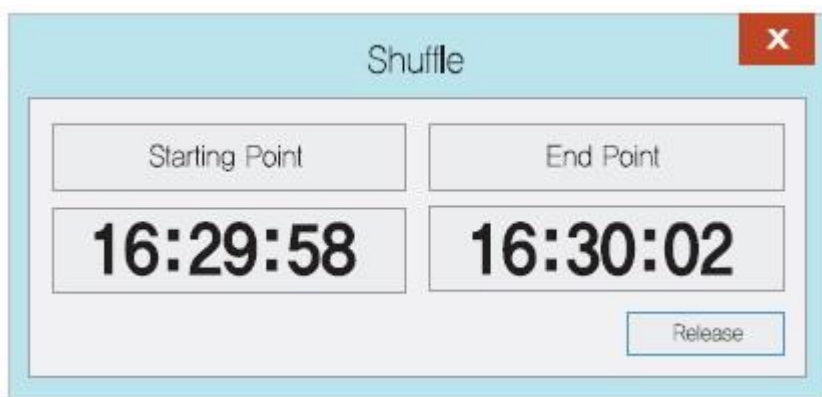 Shuffle
X
Starting Point
End Point
16:29:58
16:30:02
Release